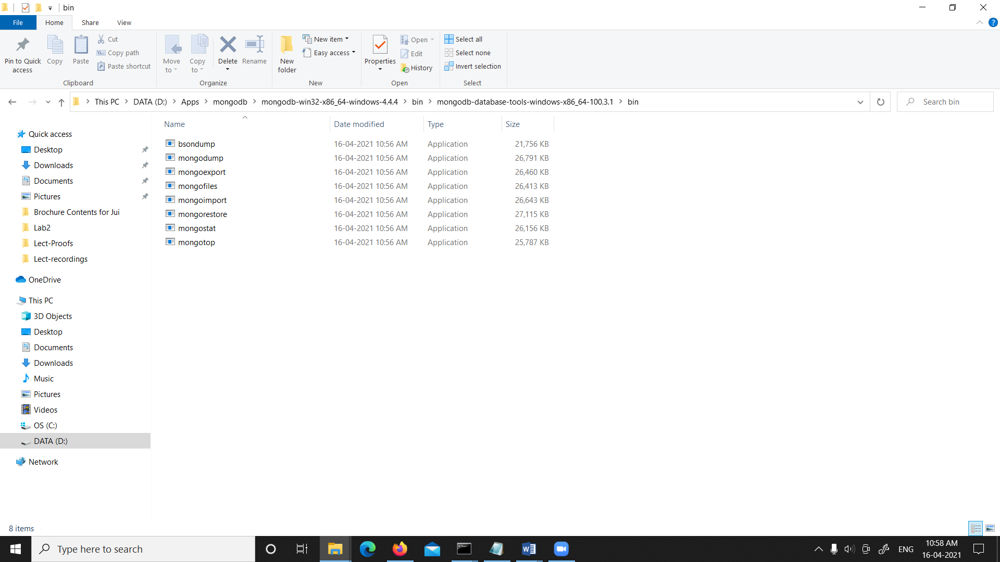 bin
File Home Share View
Pin to Quick access
Copy
Paste
Cut
Copy path
Paste shortcut
Clipboard
Move to
Copy to
Delete
Rename
Organize
New folder
New item
Easy access
New
Properties
Open
Edit
History
Open
Select all
Select none
Invert selection
Select
This PC DATA (D:) Apps mongodb mongodb-win32-x86_64-windows-4.4.4 bin mongodb-database-tools-windows-x86_64-100.3.1 bin
Search bin
Quick access
Desktop
Downloads
Documents
Pictures
Brochure Contents for Jui
Lab2
Lect-Proofs
Lect-recordings
OneDrive
This PC
3D Objects
Desktop
Documents
Downloads
Music
Pictures
Videos
OS (C:)
DATA (D:)
Network
Name Date modified Type Size
bsondump 16-04-2021 10:56 AM Application 21,756 KB
mongodump 16-04-2021 10:56 AM Application 26,791 KB
mongoexport 16-04-2021 10:56 AM Application 26,460 KB
mongofiles 16-04-2021 10:56 AM Application 26,413 KB
mongoimport 16-04-2021 10:56 AM Application 26,643 KB
mongorestore 16-04-2021 10:56 AM Application 27,115 KB
mongostat 16-04-2021 10:56 AM Application 26,156 KB
mongotop 16-04-2021 10:56 AM Application 25,787 KB
8 items
Type here to search
ENG
10:58 AM
16-04-2021